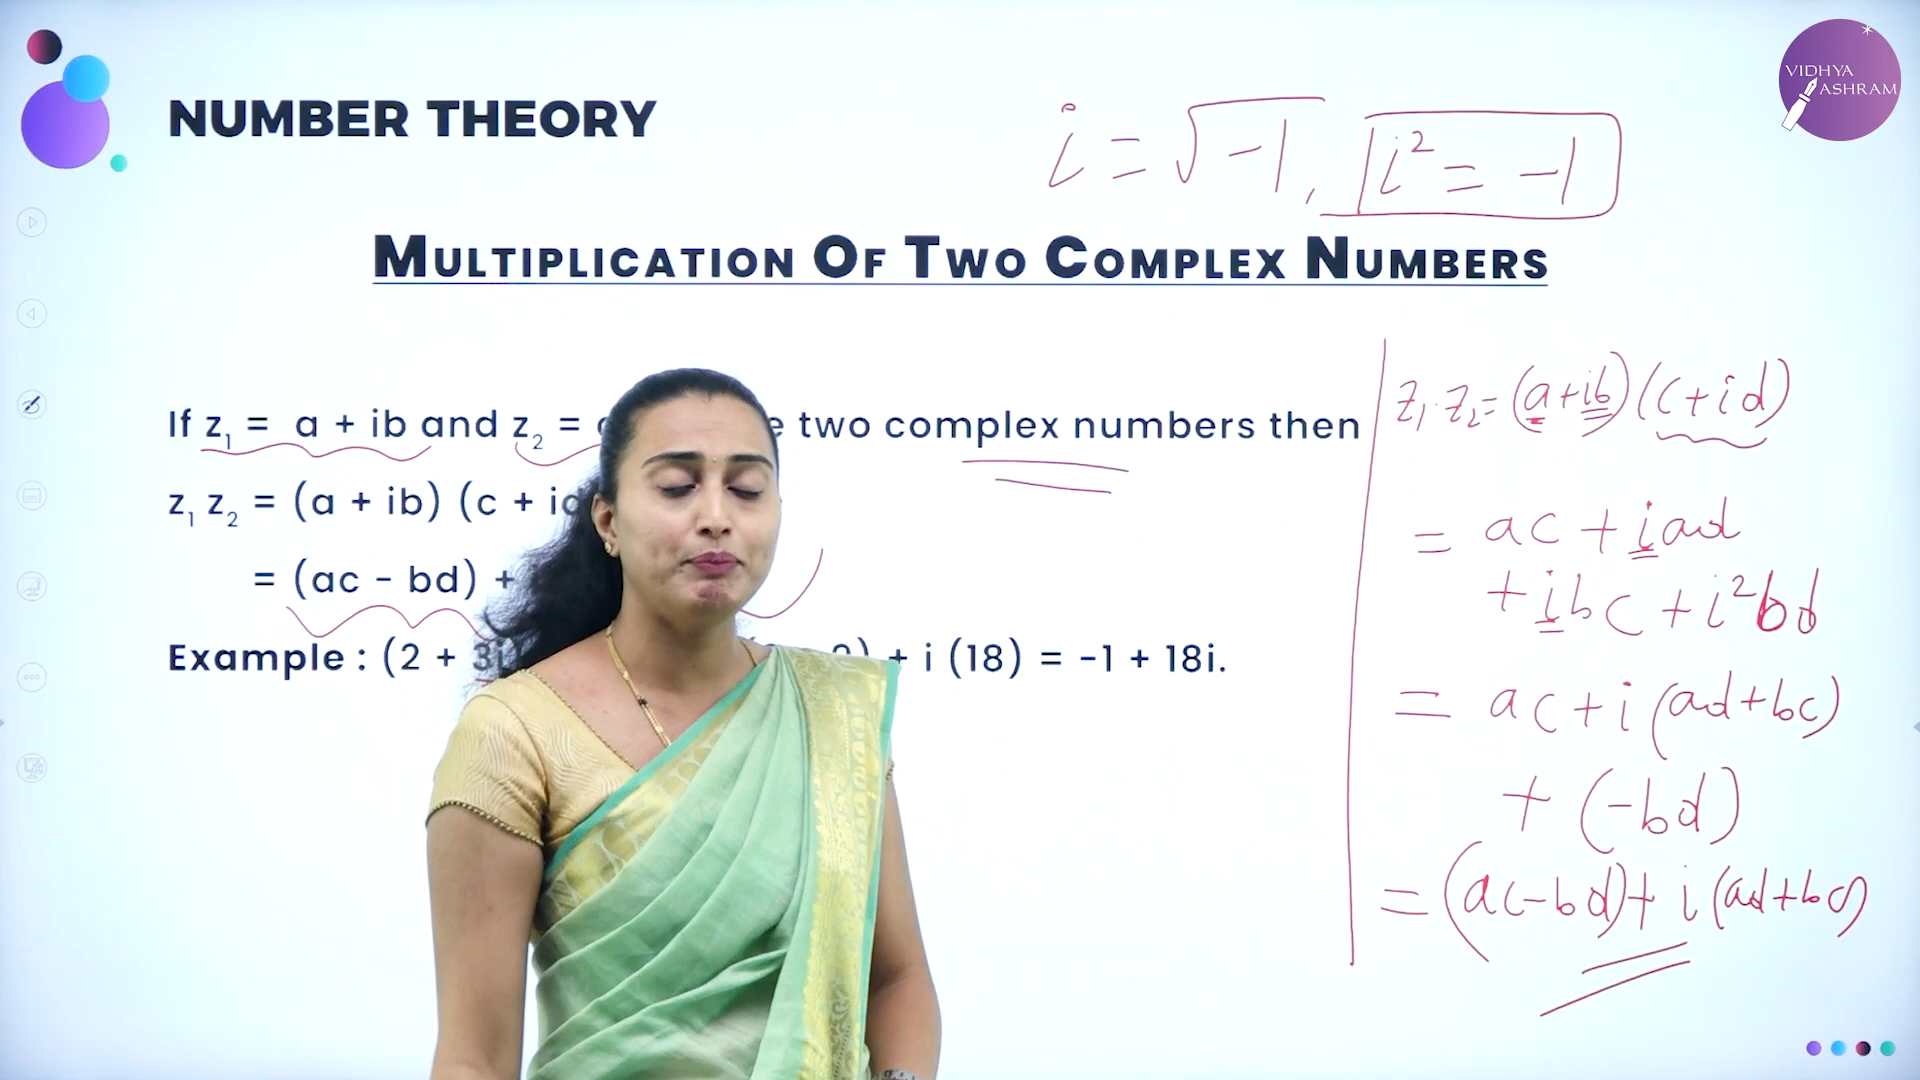 VIDHYA
ASHRAM
NUMBER THEORY
i = √-1, i² = -1
MULTIPLICATION OF TWO COMPLEX NUMBERS
If z₁ = a + ib and z₂ = two complex numbers then
z₁ z₂ = (a + ib) (c + i
= (ac - bd) +
Example : (2 + 3i + i (18) = -1 + 18i.
z₁ z₂ = (a + ib) (c + id)
= ac + iad
+ ibc + i²bd
= ac + i (ad + bc)
+ (-bd)
= (ac - bd) + i (ad + bc)